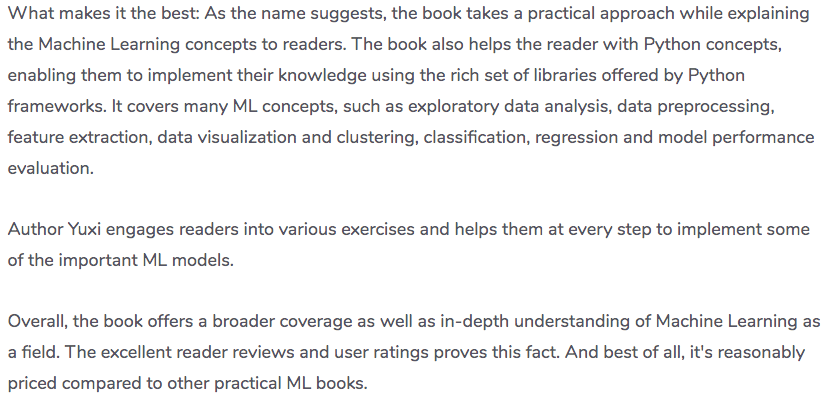 What makes it the best: As the name suggests, the book takes a practical approach while explaining
the Machine Learning concepts to readers. The book also helps the reader with Python concepts,
enabling them to implement their knowledge using the rich set of libraries offered by Python
frameworks. It covers many ML concepts, such as exploratory data analysis, data preprocessing,
feature extraction, data visualization and clustering, classification, regression and model performance
evaluation.
Author Yuxi engages readers into various exercises and helps them at every step to implement some
of the important ML models.
Overall, the book offers a broader coverage as well as in-depth understanding of Machine Learning as
a field. The excellent reader reviews and user ratings proves this fact. And best of all, it's reasonably
priced compared to other practical ML books.